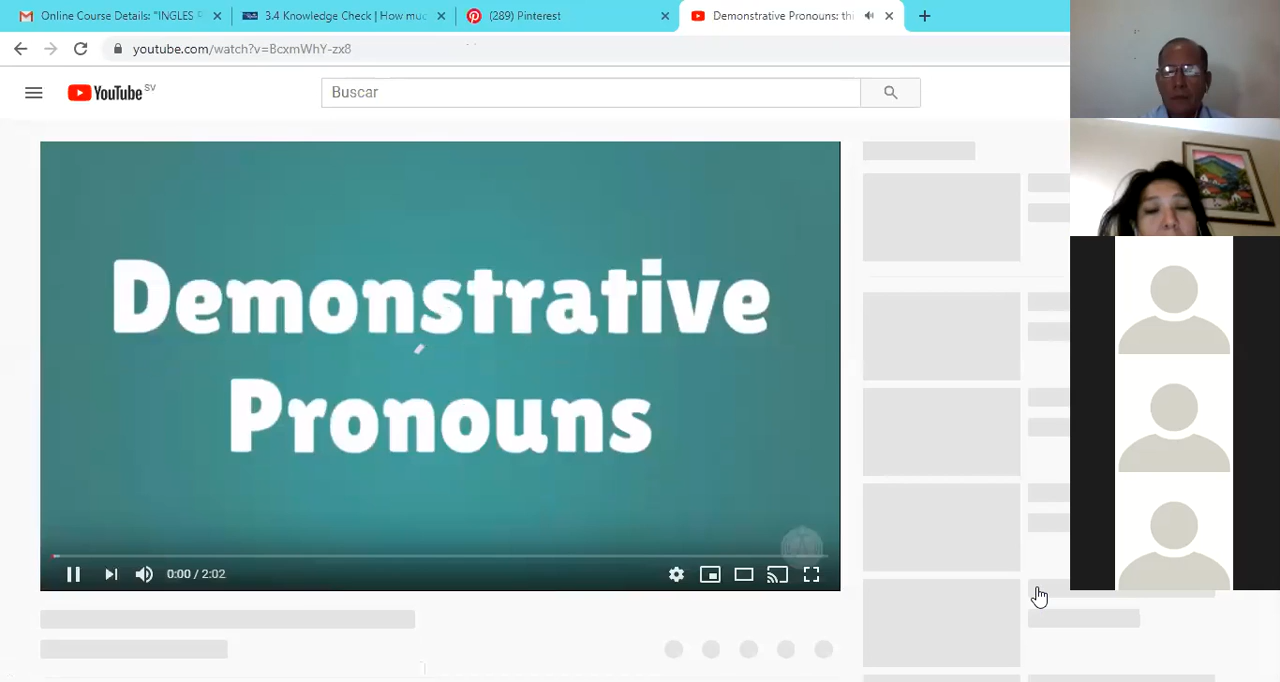 Online Course Details: "INGLES P
3.4 Knowledge Check | How muc
(289) Pinterest
Demonstrative Pronouns: thi
youtube.com/watch?v=BcxmWhY-zx8
YouTube SV
Buscar
Demonstrative
Pronouns
0:00 / 2:02